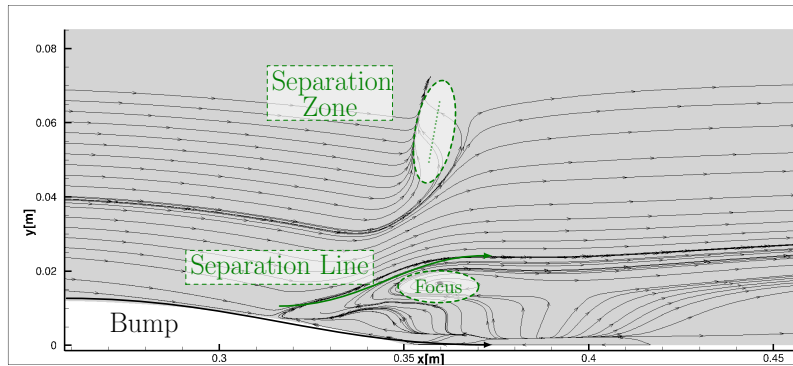 0.08
Separation
Zone
0.06
0.04
y[m]
Separation Line
0.02
Focus
Bump
0
0.3
0.35
x[m]
0.4
0.45